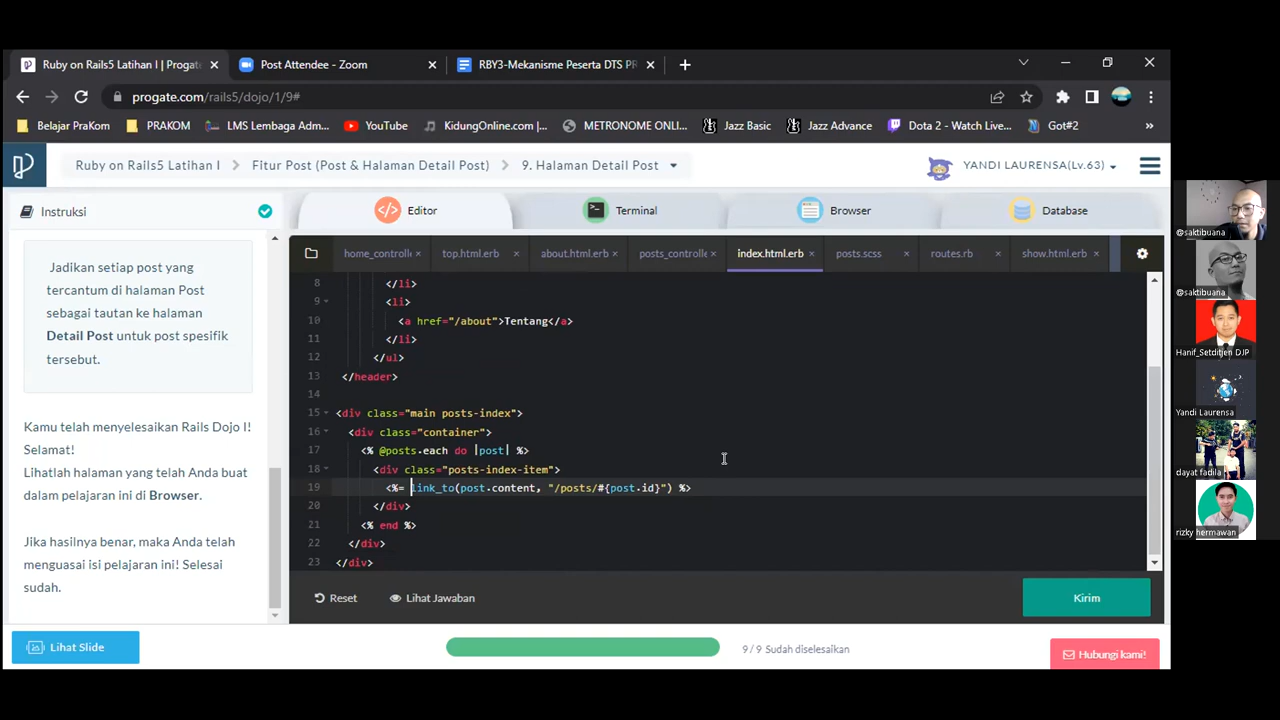 Ruby on Rails5 Latihan I | Progate
Post Attendee - Zoom
RBY3-Mekanisme Peserta DTS PR
progate.com/rails5/dojo/1/9#
Belajar PraKom
PRAKOM
LMS Lembaga Adm...
YouTube
KidungOnline.com |...
METRONOME ONLI...
Jazz Basic
Jazz Advance
Dota 2 - Watch Live...
Got#2
»
Ruby on Rails5 Latihan I
Fitur Post (Post & Halaman Detail Post)
9. Halaman Detail Post
YANDI LAURENSA(Lv.63)
Instruksi
Editor
Terminal
Browser
Database
home_controlle
top.html.erb
about.html.erb
posts_controlle
index.html.erb
posts.scss
routes.rb
show.html.erb
Jadikan setiap post yang
tercantum di halaman Post
sebagai tautan ke halaman
Detail Post untuk post spesifik
tersebut.
Kamu telah menyelesaikan Rails Dojo I!
Selamat!
Lihatlah halaman yang telah Anda buat
dalam pelajaran ini di Browser.
Jika hasilnya benar, maka Anda telah
menguasai isi pelajaran ini! Selesai
sudah.
8 </li>
9 <li>
10 <a href="/about">Tentang</a>
11 </li>
12 </ul>
13 </header>
14
15 <div class="main posts-index">
16 <div class="container">
17 <% @posts.each do |post| %>
18 <div class="posts-index-item">
19 <%= link_to(post.content, "/posts/#{post.id}") %>
20 </div>
21 <% end %>
22 </div>
23 </div>
Reset
Lihat Jawaban
Kirim
Lihat Slide
9 / 9 Sudah diselesaikan
Hubungi kami!
@saktibuana
@saktibuana
Hanif_Setditjen DJP
Yandi Laurensa
dayat fadila
rizky hermawan